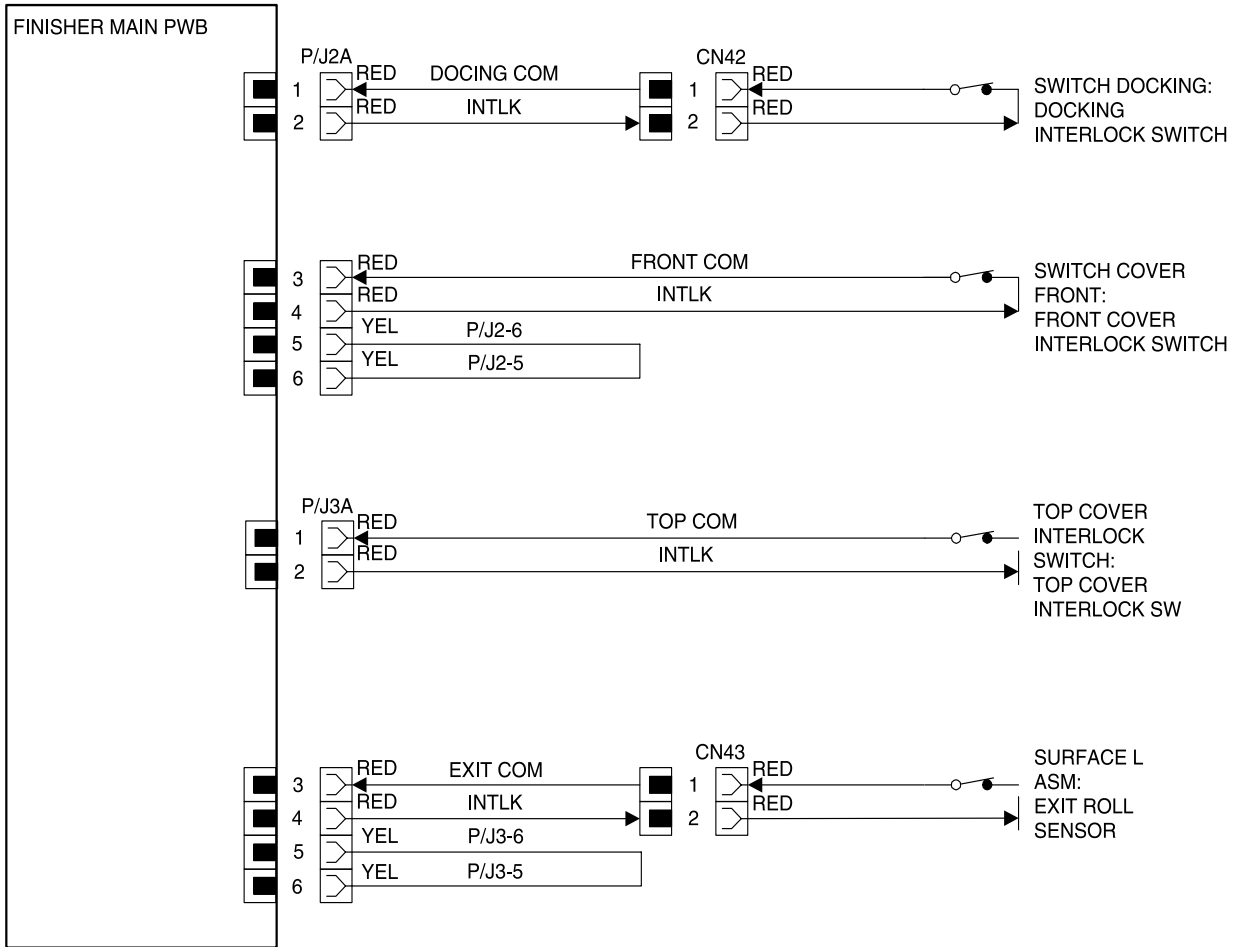 FINISHER MAIN PWB
P/J2A
CN42
1 RED DOCING COM 1 RED
2 RED INTLK 2 RED
SWITCH DOCKING:
DOCKING
INTERLOCK SWITCH
3 RED FRONT COM
4 RED INTLK
5 YEL P/J2-6
6 YEL P/J2-5
SWITCH COVER
FRONT:
FRONT COVER
INTERLOCK SWITCH
P/J3A
1 RED TOP COM
2 RED INTLK
TOP COVER
INTERLOCK
SWITCH:
TOP COVER
INTERLOCK SW
CN43
3 RED EXIT COM 1 RED
4 RED INTLK 2 RED
5 YEL P/J3-6
6 YEL P/J3-5
SURFACE L
ASM:
EXIT ROLL
SENSOR